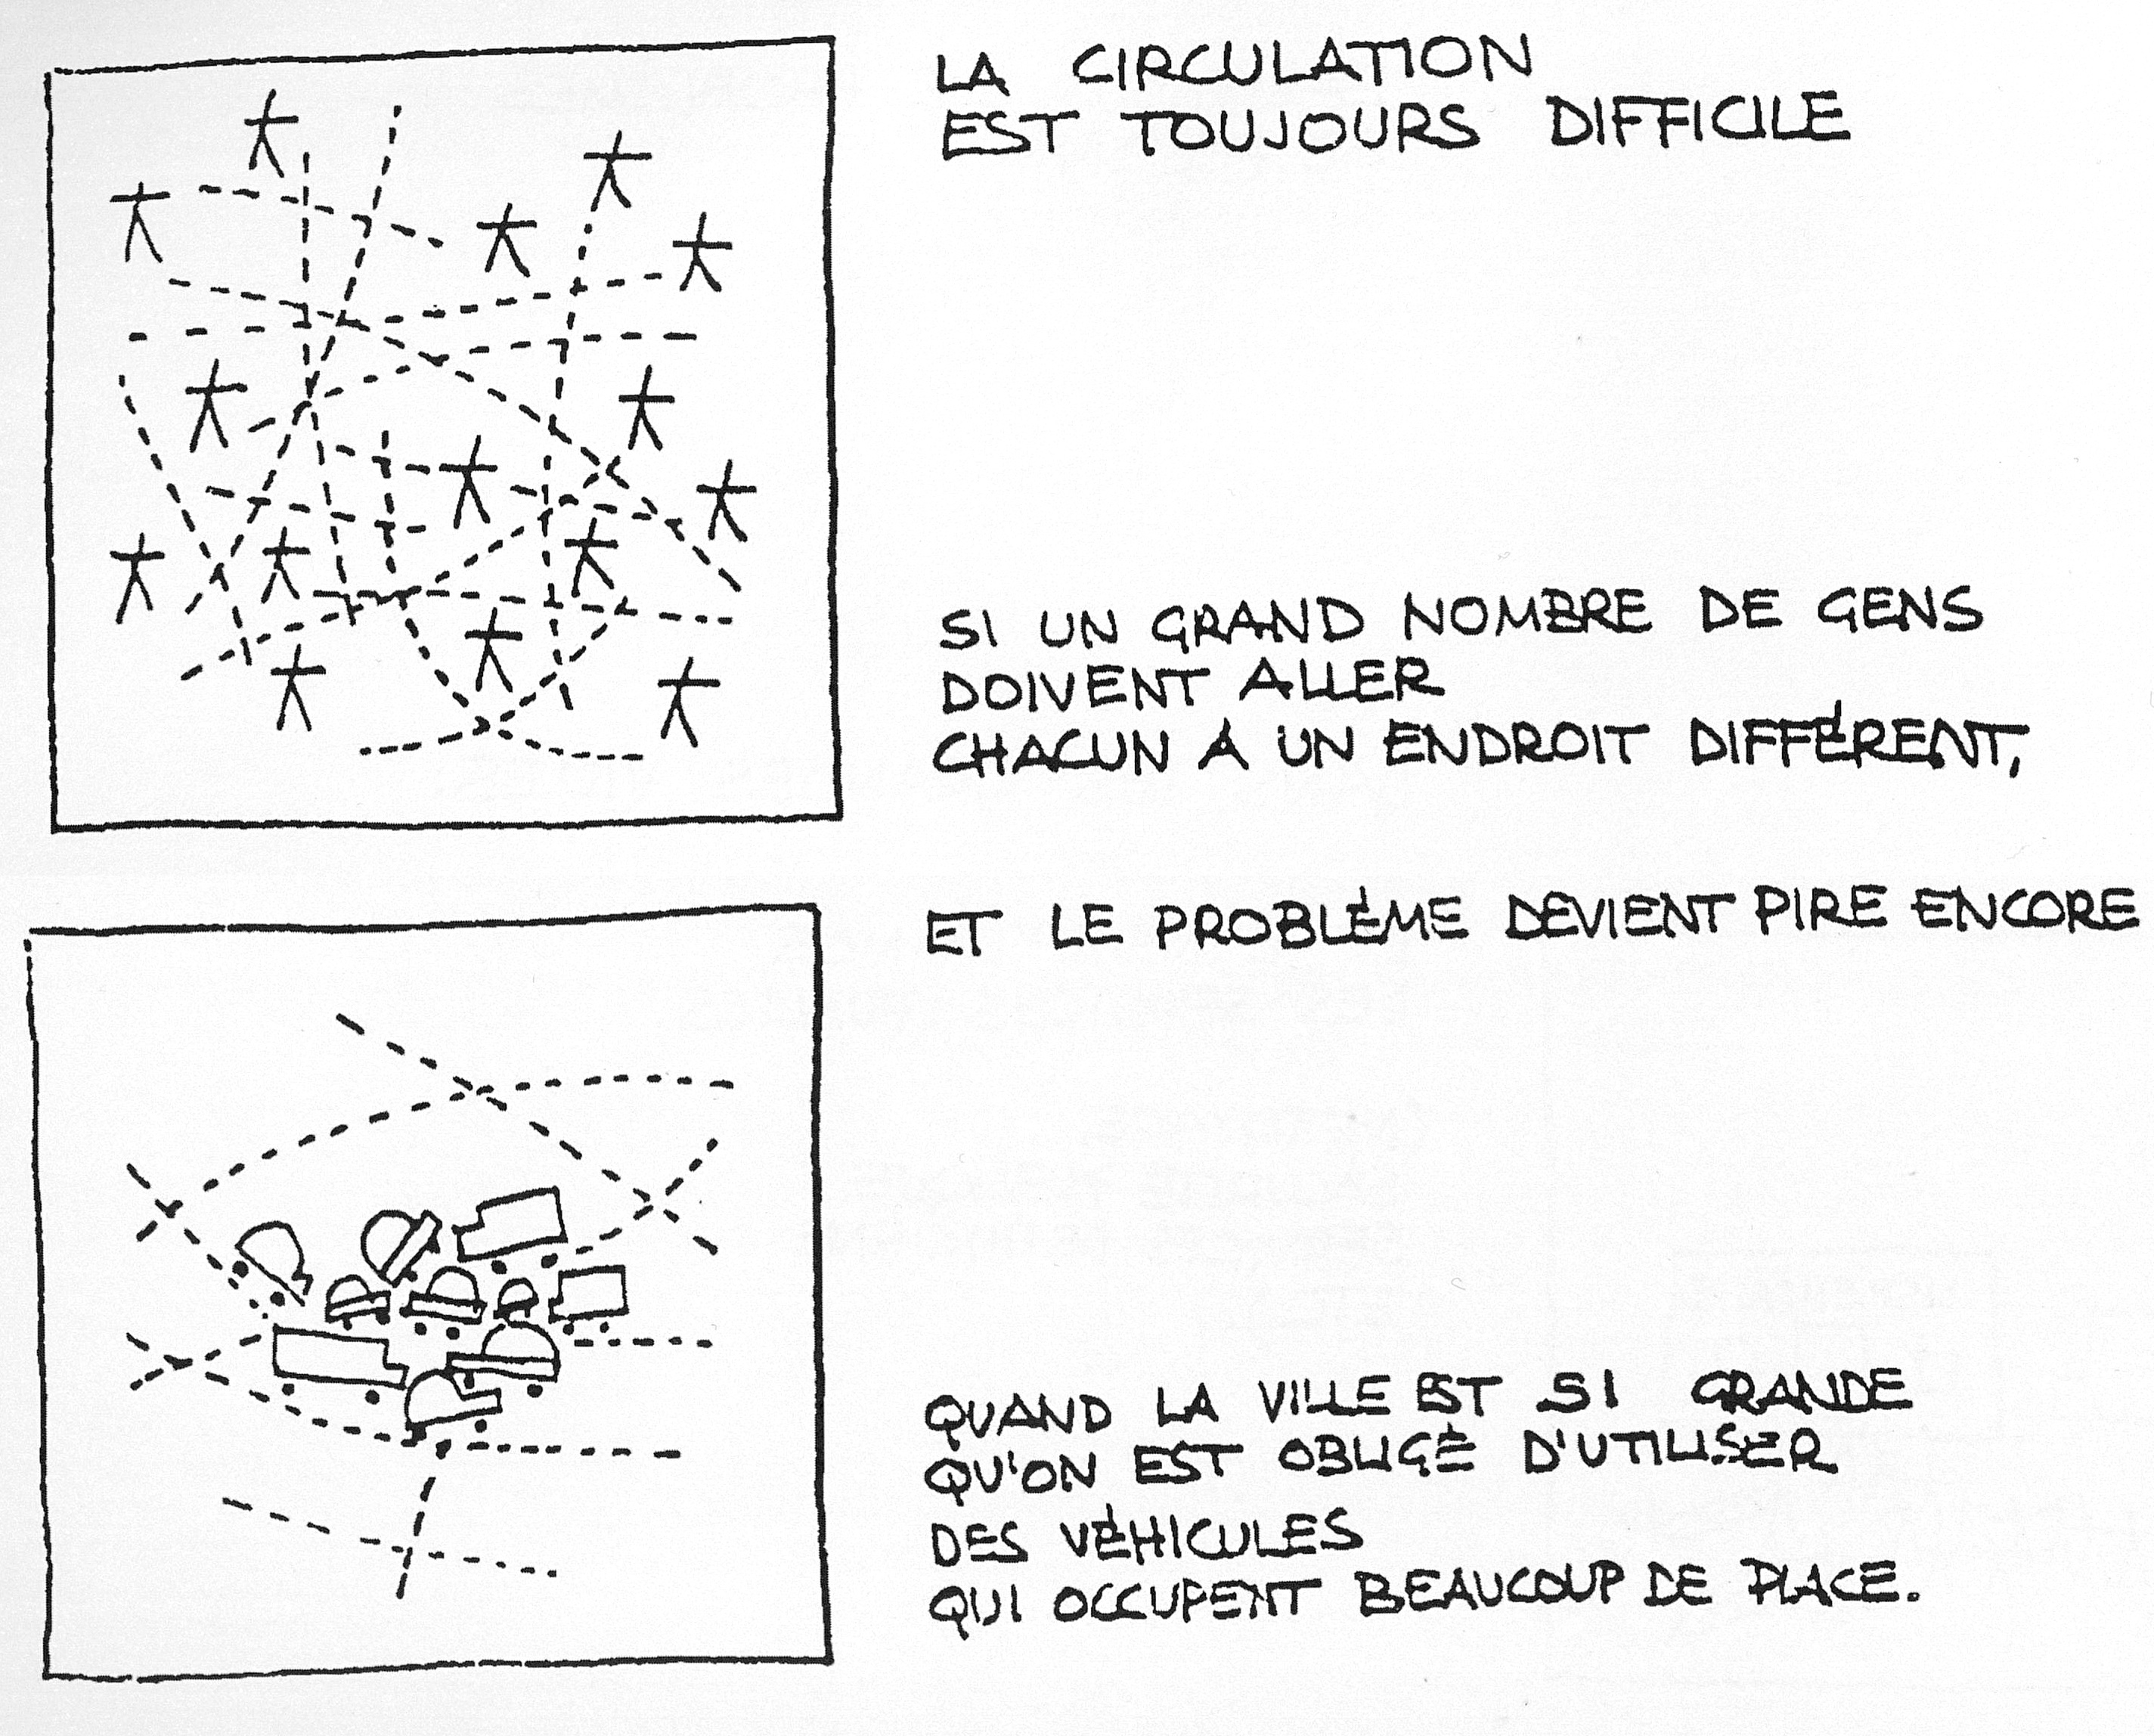 LA CIRCULATION
EST TOUJOURS DIFFICILE
SI UN GRAND NOMBRE DE GENS
DOIVENT ALLER
CHACUN À UN ENDROIT DIFFÉRENT,
ET LE PROBLÈME DEVIENT PIRE ENCORE
QUAND LA VILLE EST SI GRANDE
QU'ON EST OBLIGÉ D'UTILISER
DES VÉHICULES
QUI OCCUPENT BEAUCOUP DE PLACE.